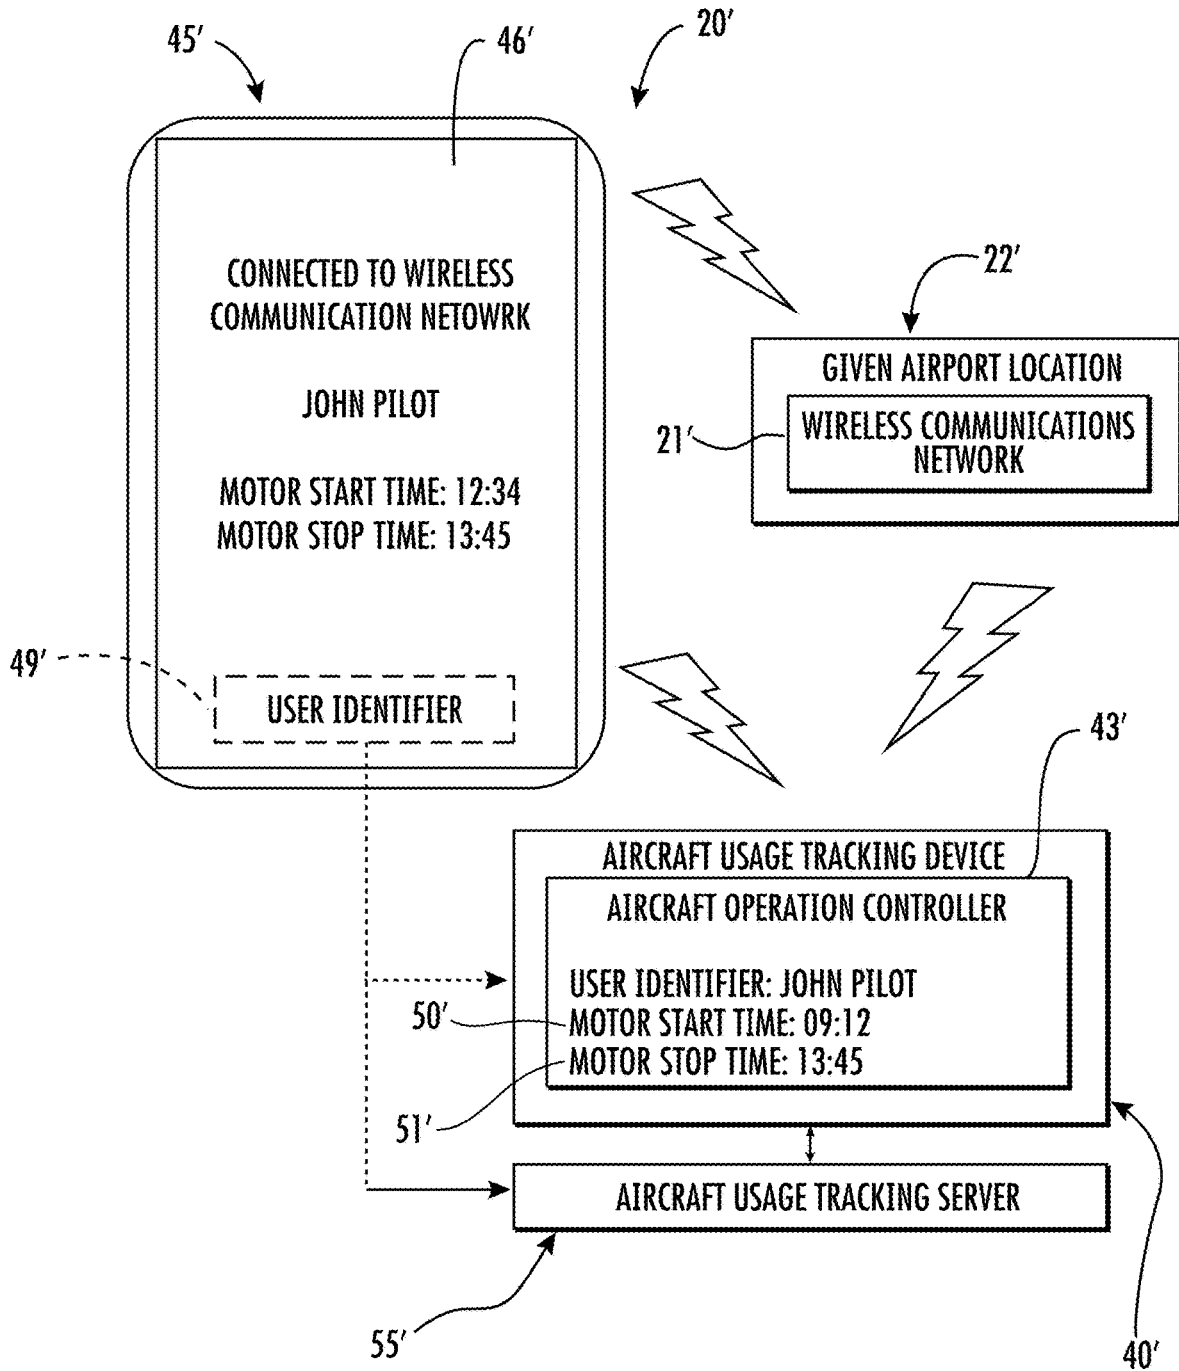 45′
46′
20′
CONNECTED TO WIRELESS
COMMUNICATION NETOWRK
JOHN PILOT
MOTOR START TIME: 12:34
MOTOR STOP TIME: 13:45
49′
USER IDENTIFIER
22′
GIVEN AIRPORT LOCATION
21′
WIRELESS COMMUNICATIONS
NETWORK
43′
AIRCRAFT USAGE TRACKING DEVICE
AIRCRAFT OPERATION CONTROLLER
USER IDENTIFIER: JOHN PILOT
50′
MOTOR START TIME: 09:12
MOTOR STOP TIME: 13:45
51′
AIRCRAFT USAGE TRACKING SERVER
55′
40′